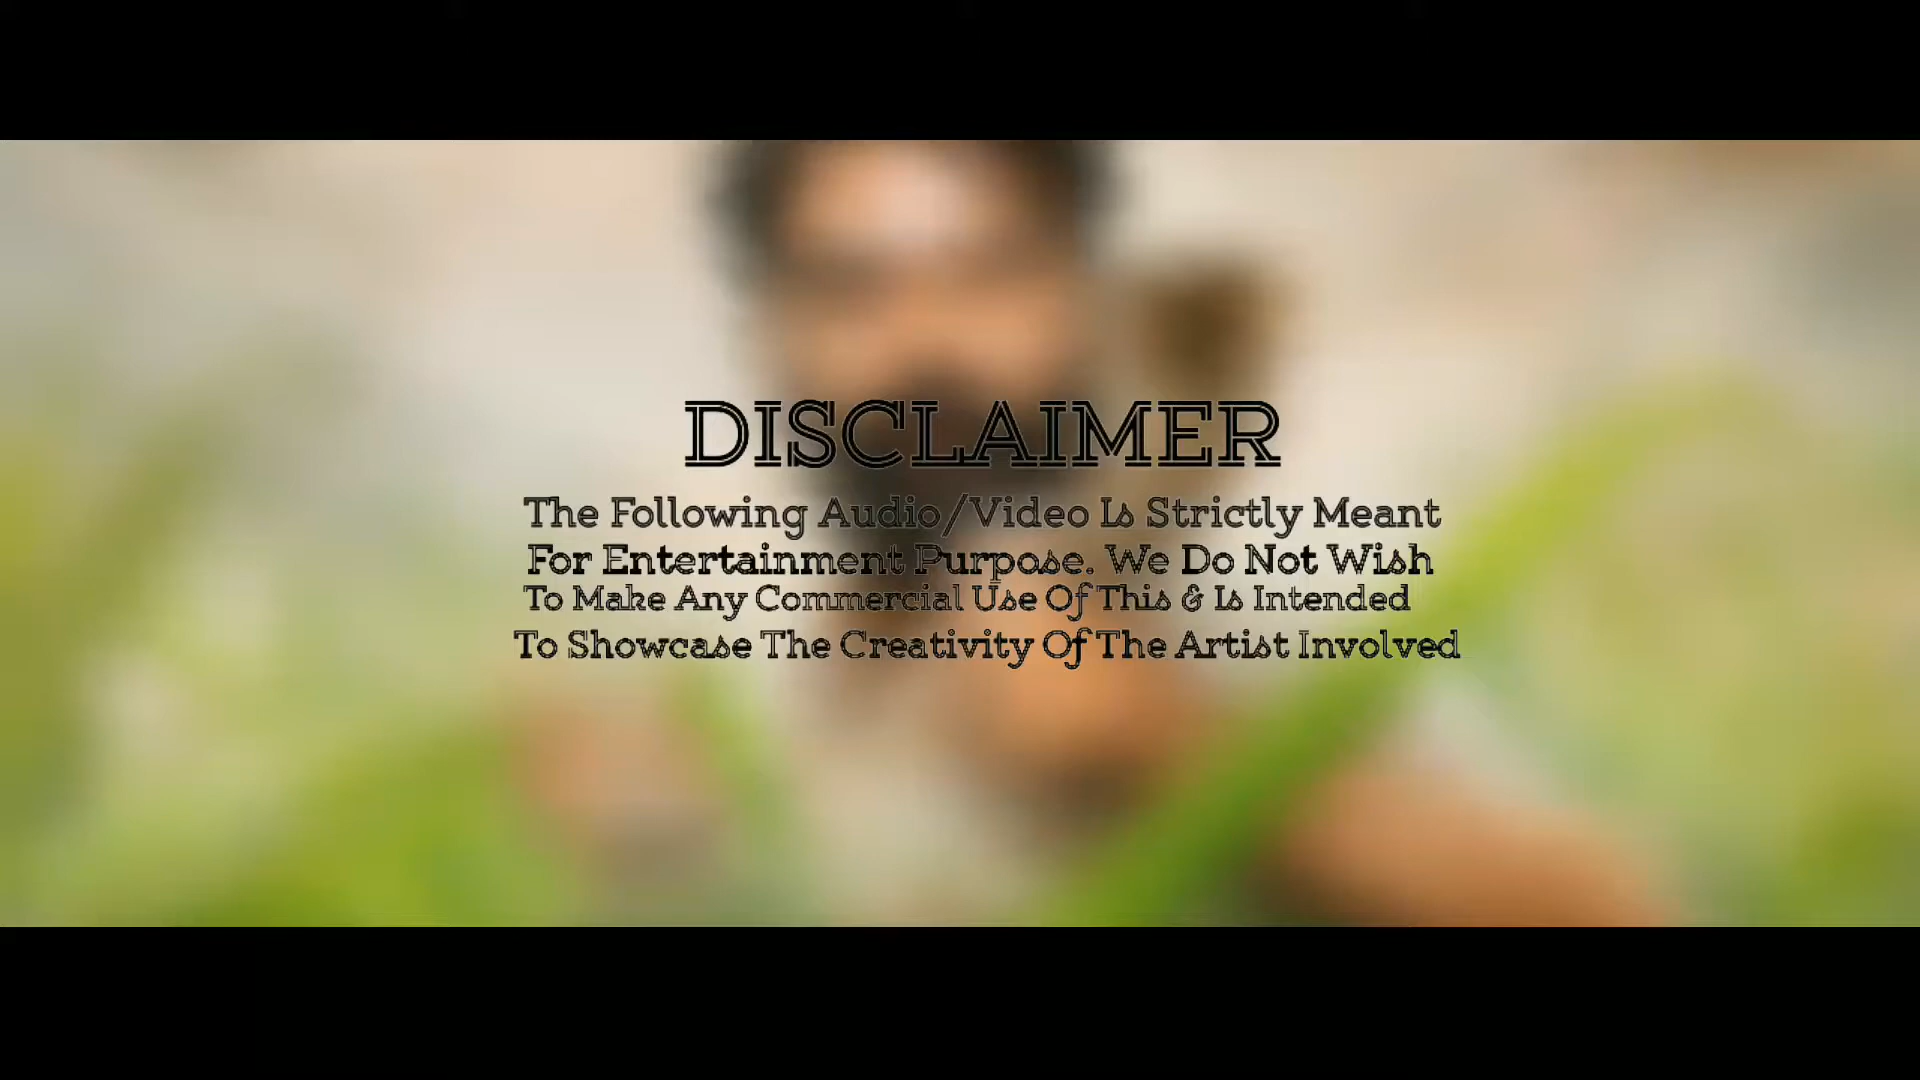 DISCLAIMER
The Following Audio/Video Is Strictly Meant
For Entertainment Purpose. We Do Not Wish
To Make Any Commercial Use Of This & Is Intended
To Showcase The Creativity Of The Artist Involved